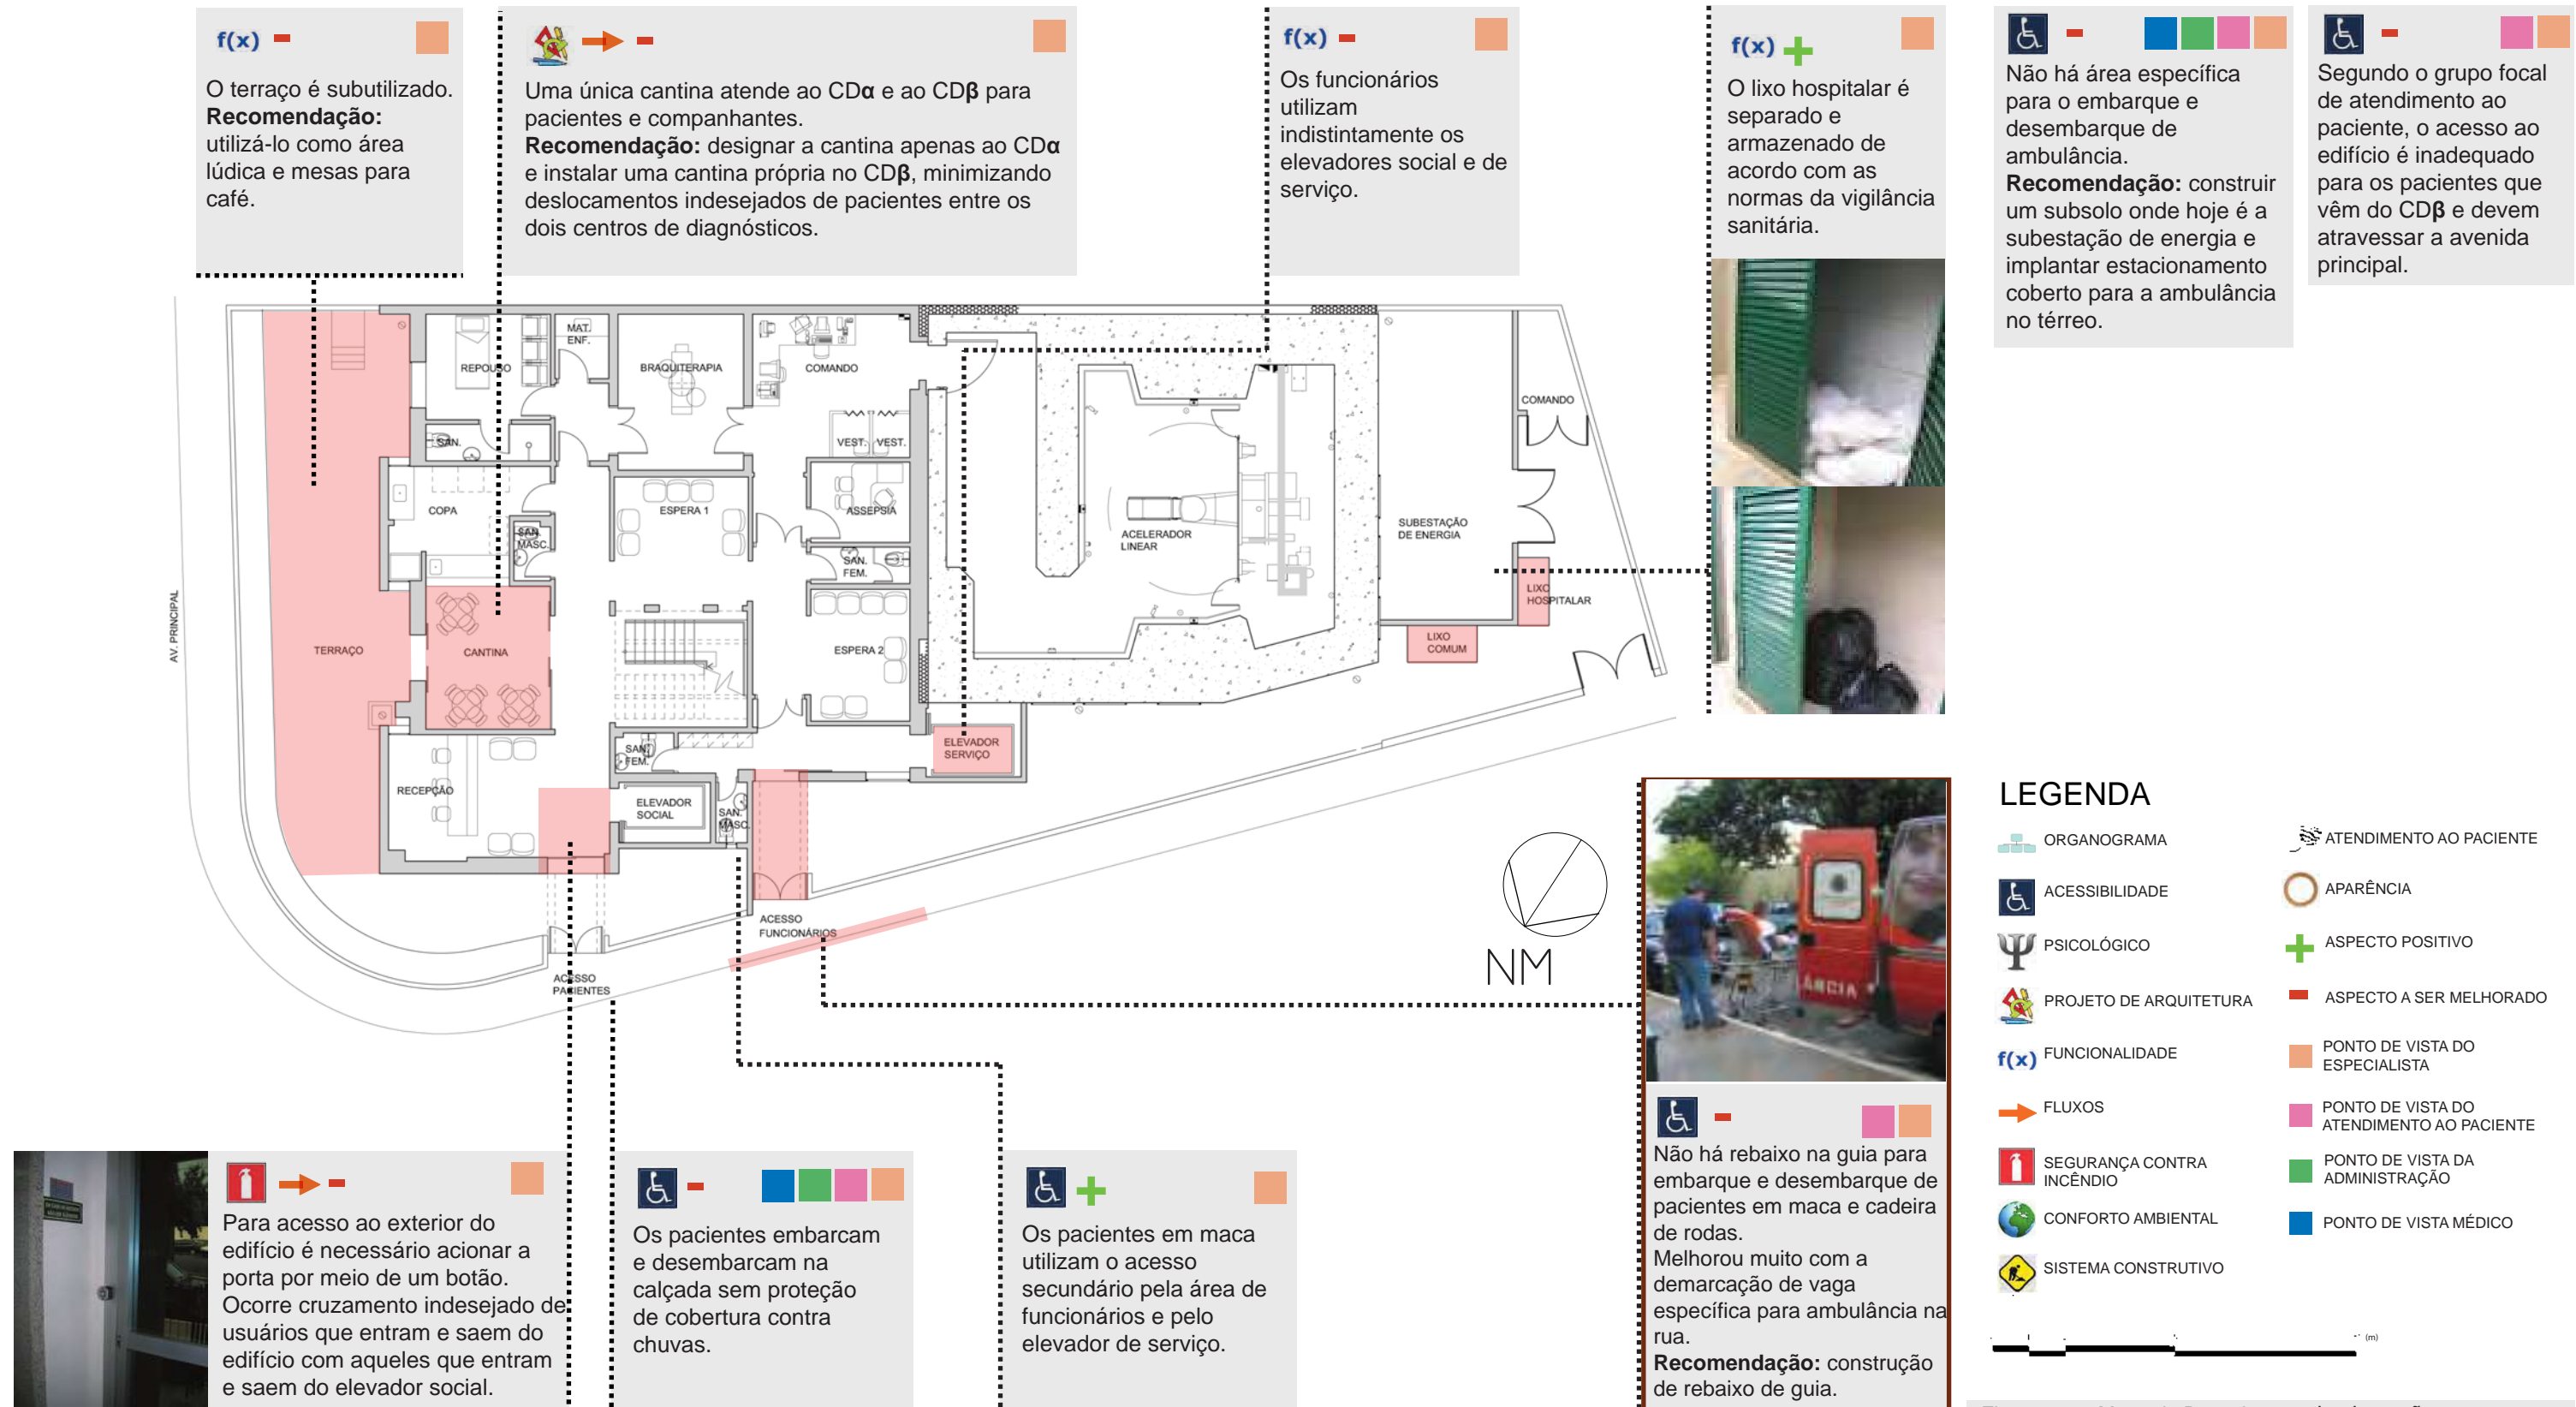 f(x)
O terraço é subutilizado.
Recomendação:
utilizá-lo como área
lúdica e mesas para
café.
Uma única cantina atende ao CDα e ao CDβ para
pacientes e companhantes.
Recomendação: designar a cantina apenas ao CDα
e instalar uma cantina própria no CDβ, minimizando
deslocamentos indesejados de pacientes entre os
dois centros de diagnósticos.
f(x)
Os funcionários
utilizam
indistintamente os
elevadores social e de
serviço.
f(x)
O lixo hospitalar é
separado e
armazenado de
acordo com as
normas da vigilância
sanitária.
Não há área específica
para o embarque e
desembarque de
ambulância.
Recomendação: construir
um subsolo onde hoje é a
subestação de energia e
implantar estacionamento
coberto para a ambulância
no térreo.
Segundo o grupo focal
de atendimento ao
paciente, o acesso ao
edifício é inadequado
para os pacientes que
vêm do CDβ e devem
atravessar a avenida
principal.
AV. PRINCIPAL
TERRAÇO
REPOUSO
MAT.
ENF.
BRAQUITERAPIA
COMANDO
SAN.
VEST.
VEST.
COPA
SAN.
MASC.
ESPERA 1
ASSEPSIA
SAN.
FEM.
CANTINA
ESPERA 2
ACELERADOR
LINEAR
SUBESTAÇÃO
DE ENERGIA
COMANDO
LIXO
HOSPITALAR
LIXO
COMUM
RECEPÇÃO
SAN.
FEM.
ELEVADOR
SOCIAL
SAN.
MASC.
ELEVADOR
SERVIÇO
ACESSO
FUNCIONÁRIOS
ACESSO
PACIENTES
NM
Para acesso ao exterior do
edifício é necessário acionar a
porta por meio de um botão.
Ocorre cruzamento indesejado de
usuários que entram e saem do
edifício com aqueles que entram
e saem do elevador social.
Os pacientes embarcam
e desembarcam na
calçada sem proteção
de cobertura contra
chuvas.
Os pacientes em maca
utilizam o acesso
secundário pela área de
funcionários e pelo
elevador de serviço.
Não há rebaixo na guia para
embarque e desembarque de
pacientes em maca e cadeira
de rodas.
Melhorou muito com a
demarcação de vaga
específica para ambulância na
rua.
Recomendação: construção
de rebaixo de guia.
LEGENDA
ORGANOGRAMA
ACESSIBILIDADE
PSICOLÓGICO
PROJETO DE ARQUITETURA
f(x) FUNCIONALIDADE
FLUXOS
SEGURANÇA CONTRA
INCÊNDIO
CONFORTO AMBIENTAL
SISTEMA CONSTRUTIVO
ATENDIMENTO AO PACIENTE
APARÊNCIA
ASPECTO POSITIVO
ASPECTO A SER MELHORADO
PONTO DE VISTA DO
ESPECIALISTA
PONTO DE VISTA DO
ATENDIMENTO AO PACIENTE
PONTO DE VISTA DA
ADMINISTRAÇÃO
PONTO DE VISTA MÉDICO
(m)